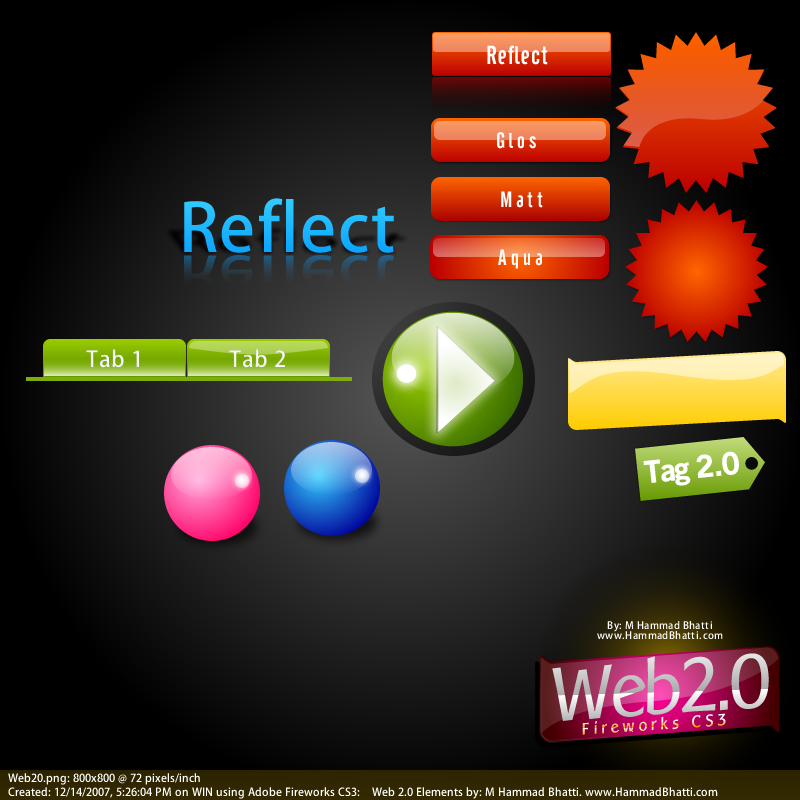 Reflect
Glos
Matt
Aqua
Reflect
Tab 1 Tab 2
Tag 2.0
By: M Hammad Bhatti
www.HammadBhatti.com
Web2.0
Fireworks CS3
Web20.png: 800x800 @ 72 pixels/inch
Created: 12/14/2007, 5:26:04 PM on WIN using Adobe Fireworks CS3: Web 2.0 Elements by: M Hammad Bhatti. www.HammadBhatti.com